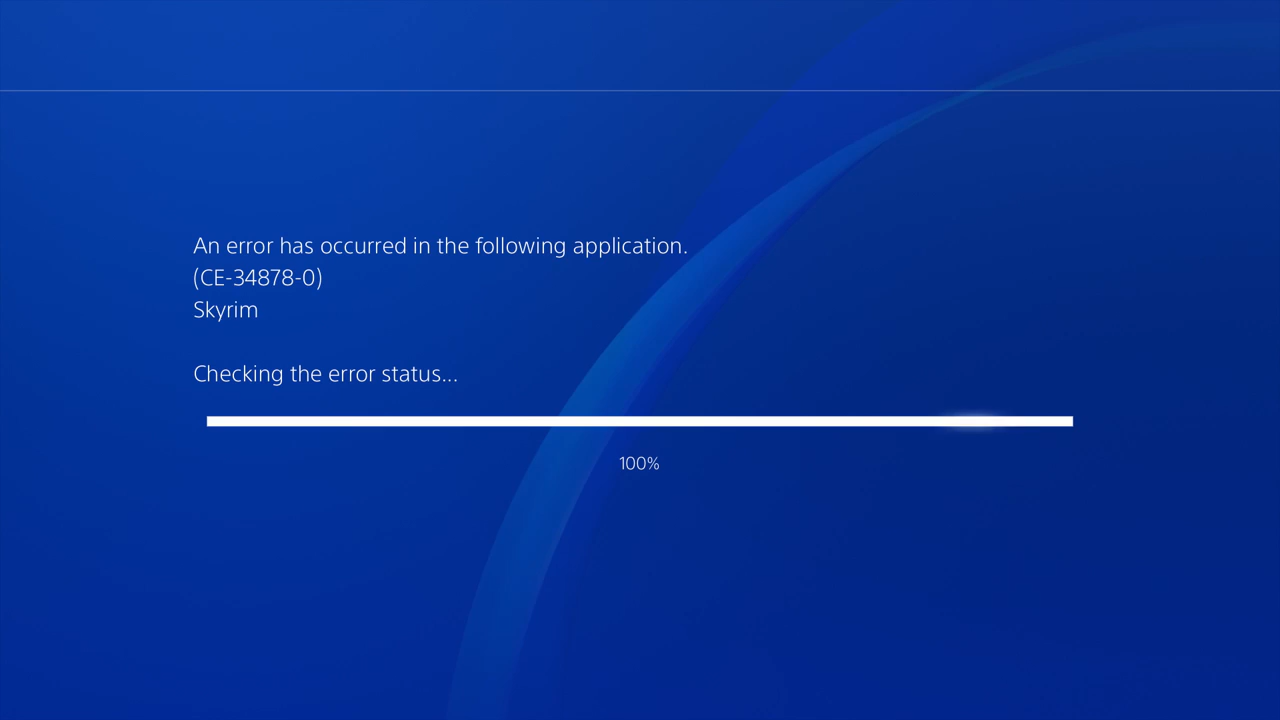 An error has occurred in the following application.
(CE-34878-0)
Skyrim
Checking the error status...
100%